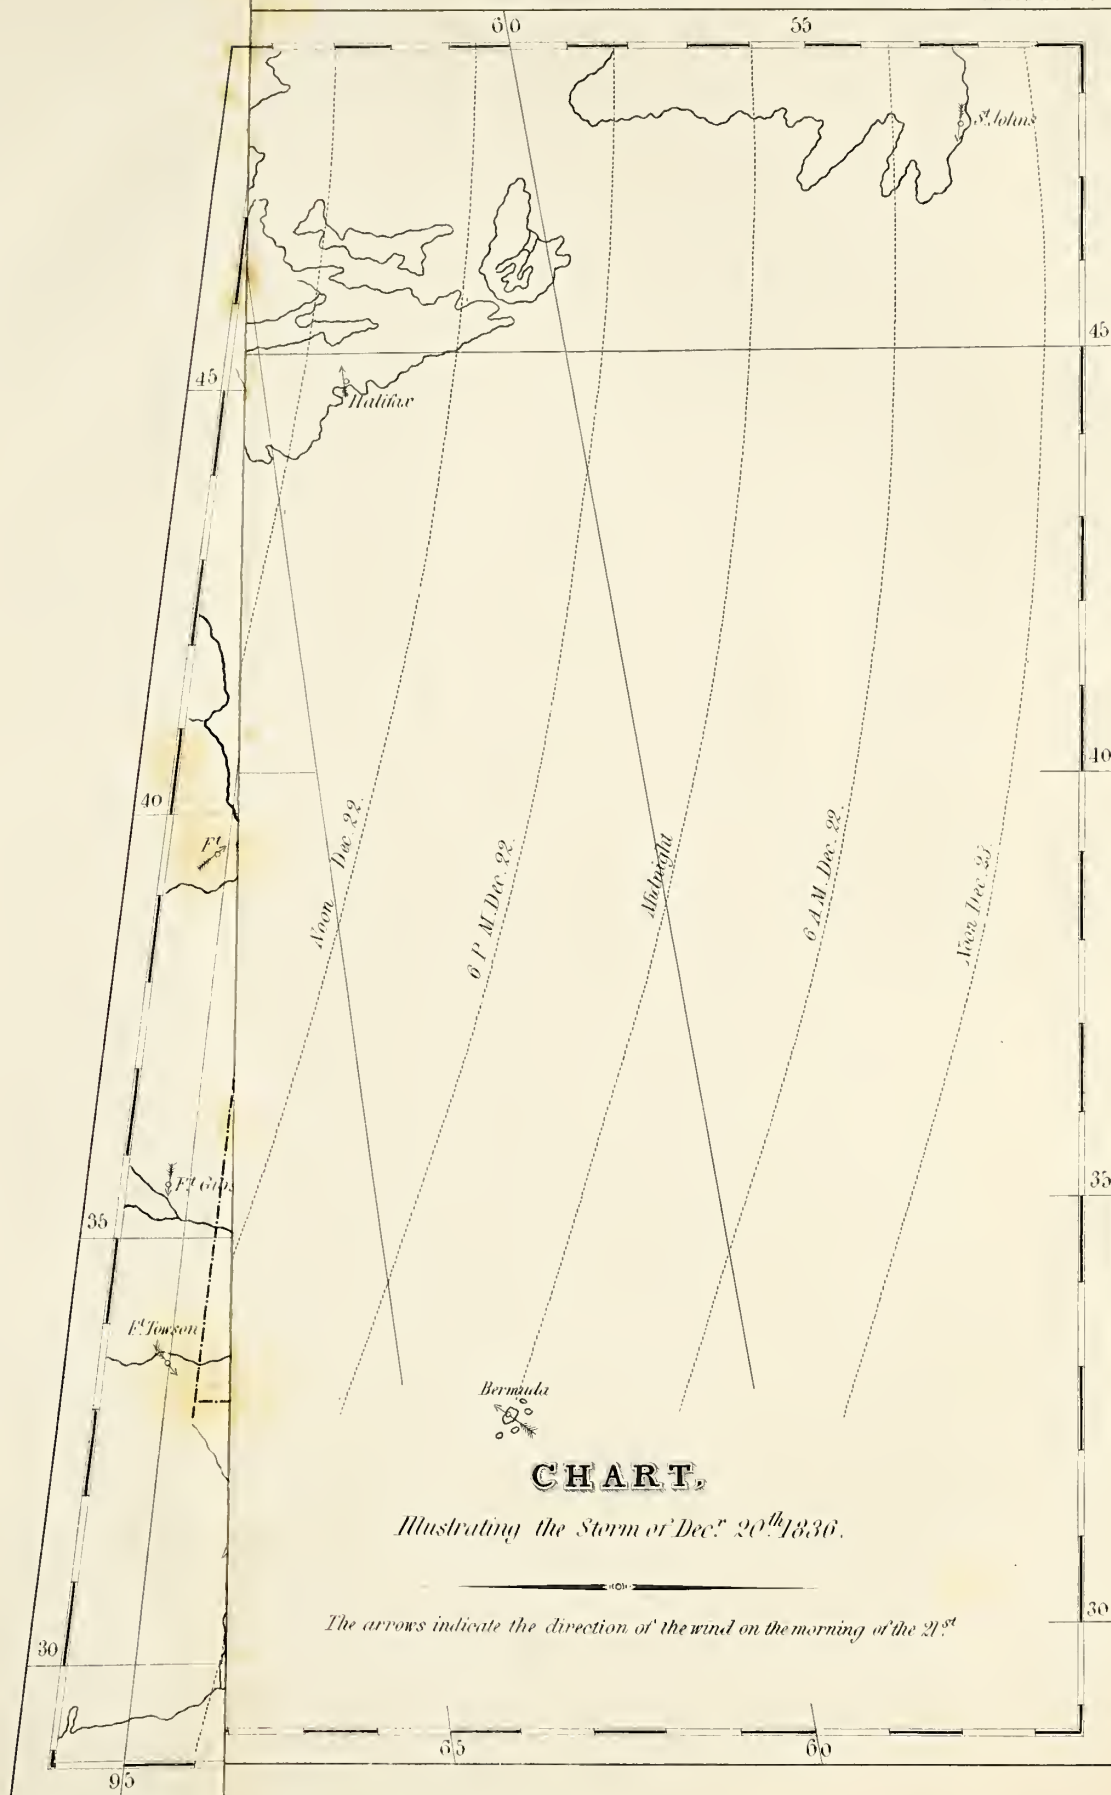 60 55
St. Johns
45
45
Halifax
40
40
Ft.
Noon Dec. 22.
6 P.M. Dec. 22.
Midnight
6 A.M. Dec. 22.
Noon Dec. 23.
35
Ft. Gibs
35
Ft. Towson
Bermuda
CHART,
Illustrating the Storm of Decr. 20th. 1836.
The arrows indicate the direction of the wind on the morning of the 21st.
30
30
65 60
95